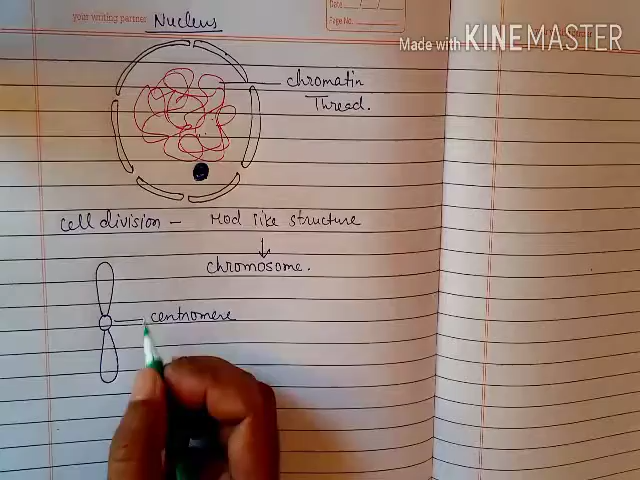 your writing partner
Nucleus
Date
Page No.
Made with KINEMASTER
chromatin
Thread.
cell division - Rod like structure
↓
chromosome.
centromere